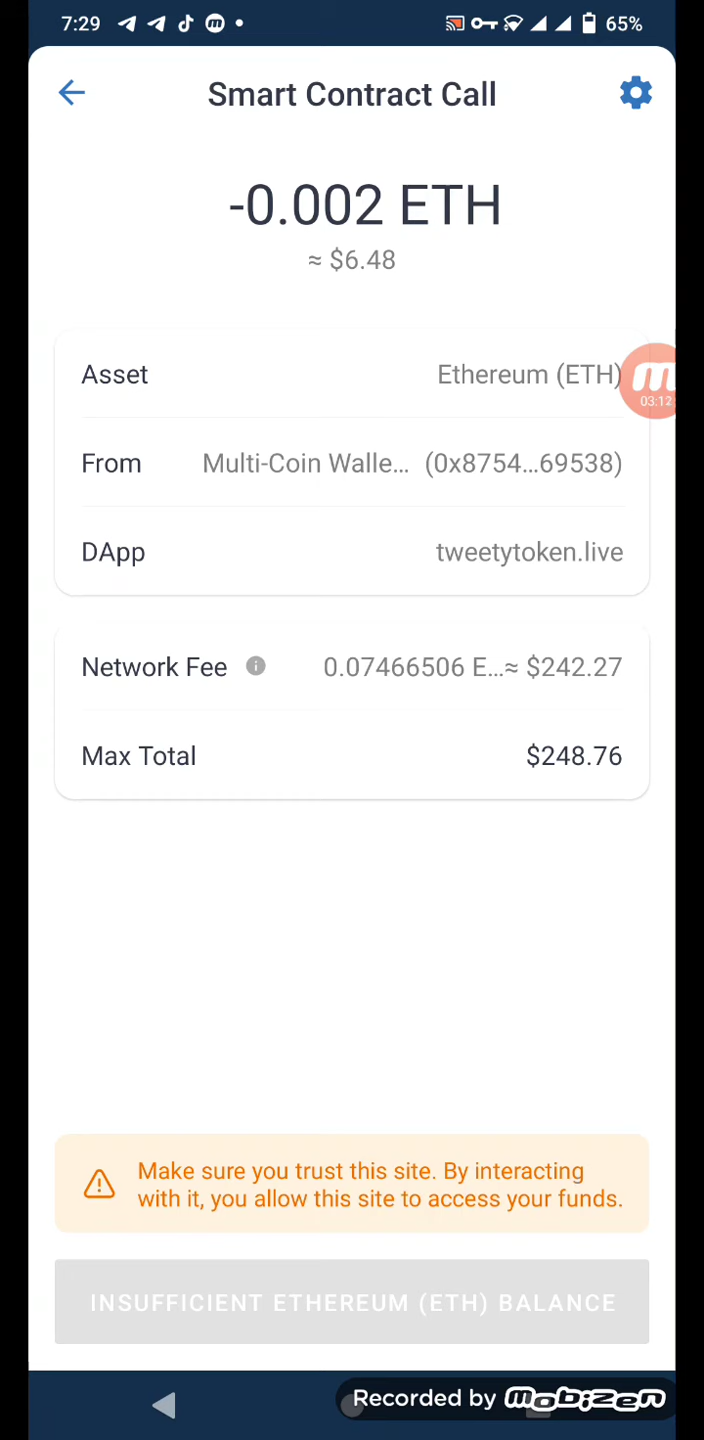 7:29 65%
Smart Contract Call
-0.002 ETH
≈ $6.48
Asset Ethereum (ETH)
m
03:12
From Multi-Coin Walle... (0x8754...69538)
DApp tweetytoken.live
Network Fee i 0.07466506 E...≈ $242.27
Max Total $248.76
Make sure you trust this site. By interacting
with it, you allow this site to access your funds.
INSUFFICIENT ETHEREUM (ETH) BALANCE
Recorded by mobizen